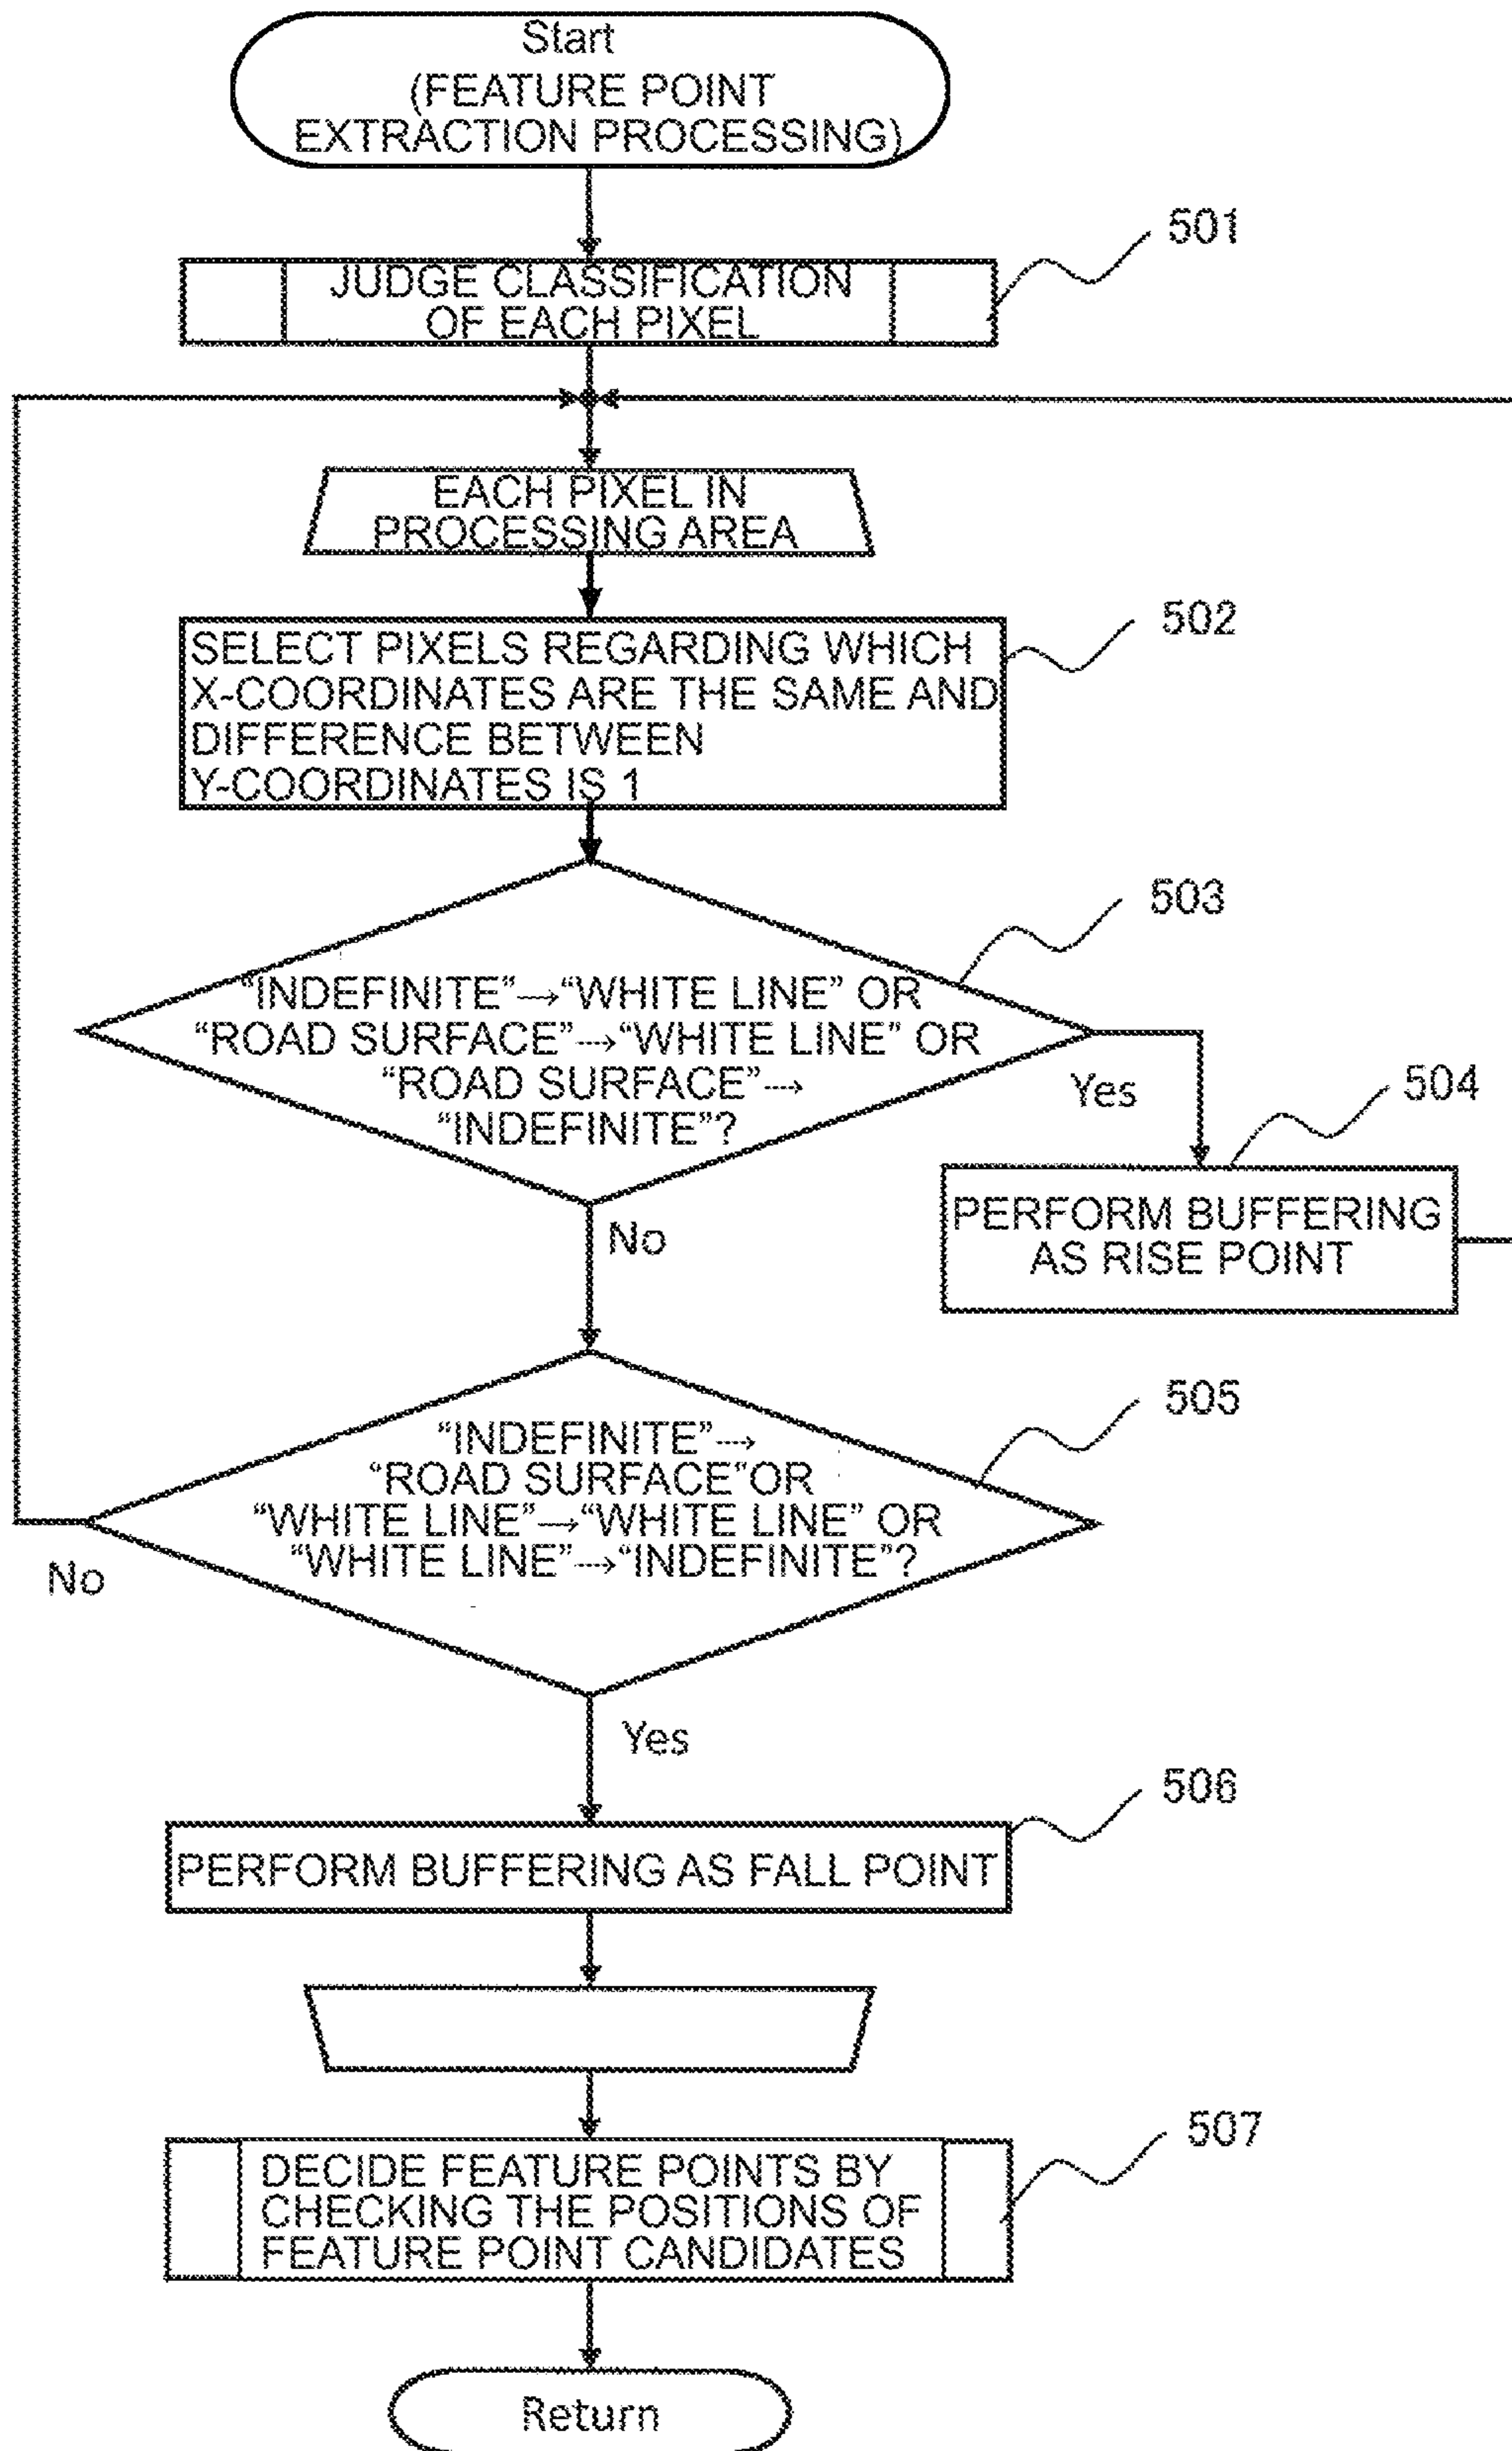 Start
(FEATURE POINT
EXTRACTION PROCESSING)
501
JUDGE CLASSIFICATION
OF EACH PIXEL
EACH PIXEL IN
PROCESSING AREA
502
SELECT PIXELS REGARDING WHICH
X-COORDINATES ARE THE SAME AND
DIFFERENCE BETWEEN
Y-COORDINATES IS 1
503
“INDEFINITE”→“WHITE LINE” OR
“ROAD SURFACE”→“WHITE LINE” OR
“ROAD SURFACE”→
“INDEFINITE”?
Yes
504
PERFORM BUFFERING
AS RISE POINT
No
505
“INDEFINITE”→
“ROAD SURFACE”OR
“WHITE LINE”→“WHITE LINE” OR
“WHITE LINE”→“INDEFINITE”?
No
Yes
506
PERFORM BUFFERING AS FALL POINT
507
DECIDE FEATURE POINTS BY
CHECKING THE POSITIONS OF
FEATURE POINT CANDIDATES
Return